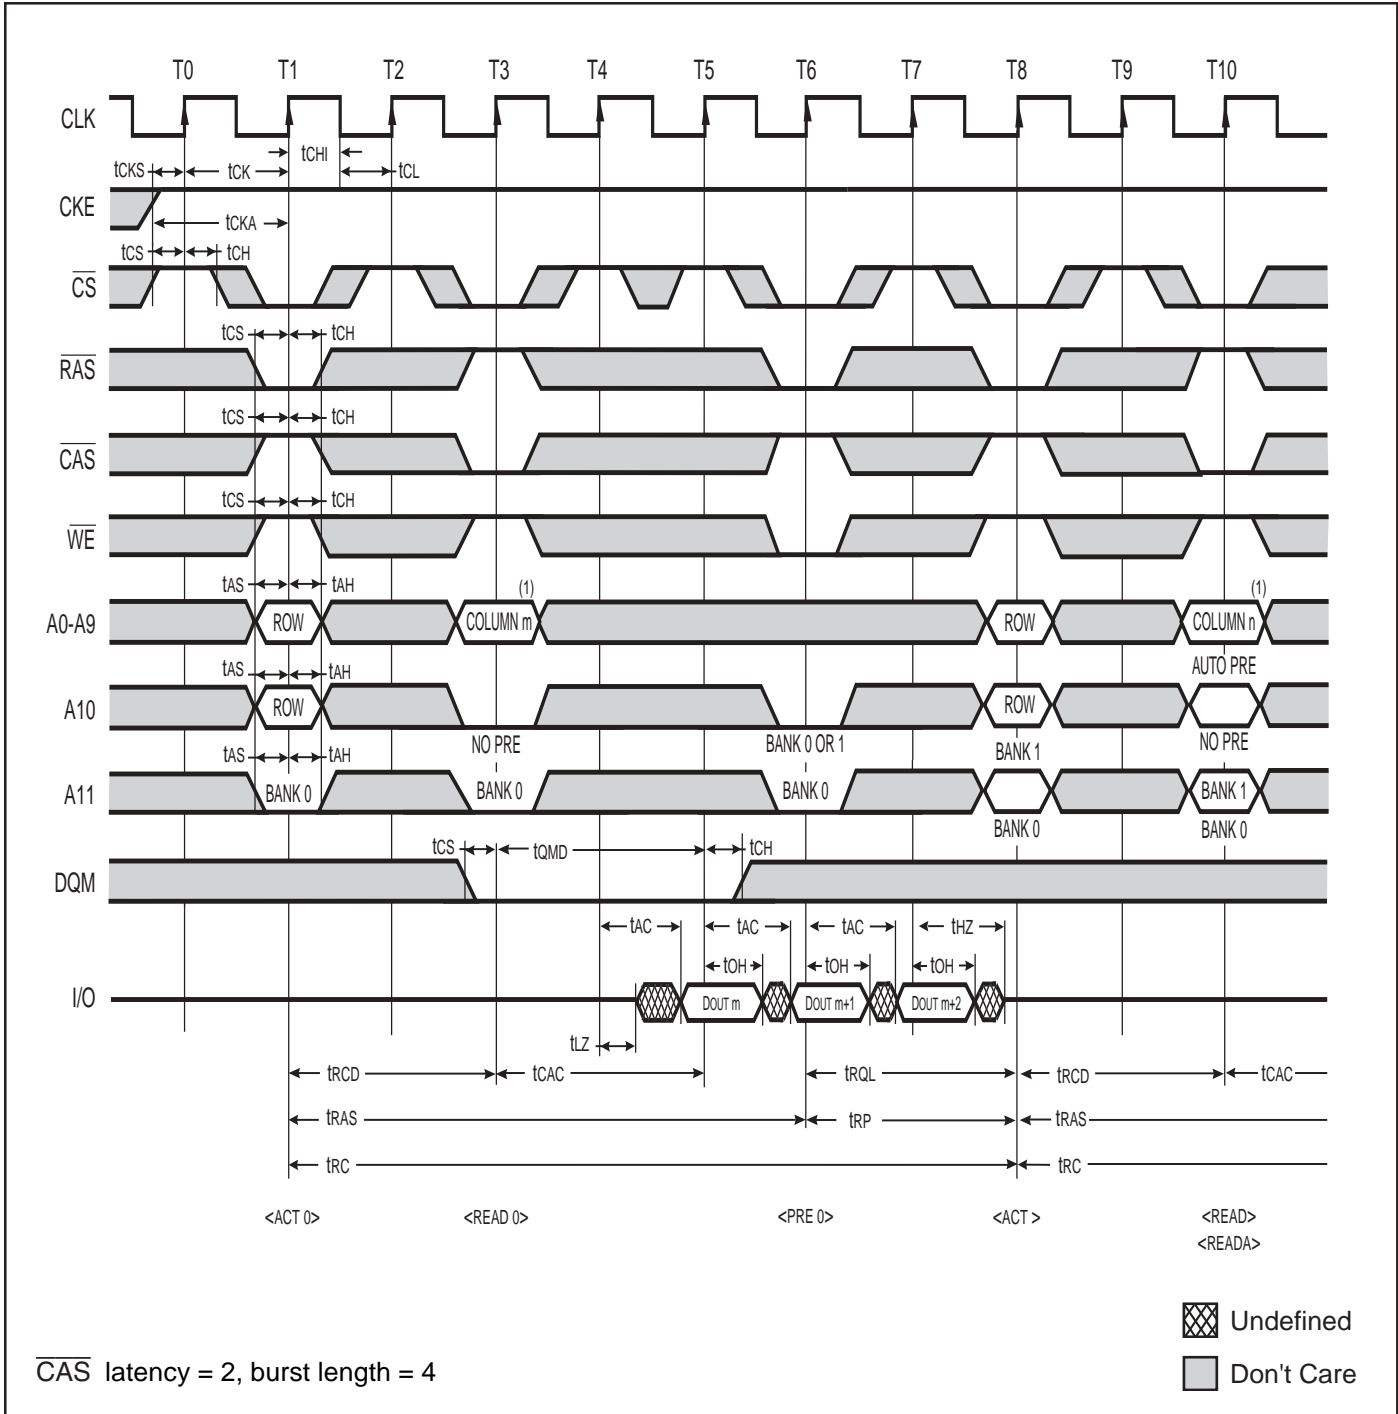 T0 T1 T2 T3 T4 T5 T6 T7 T8 T9 T10
CLK
tCHI
tCKS tCK tCL
CKE
tCKA
tCS tCH
CS
tCS tCH
RAS
tCS tCH
CAS
tCS tCH
WE
tAS tAH (1) (1)
A0-A9 ROW COLUMN m ROW COLUMN n
tAS tAH AUTO PRE
A10 ROW ROW
NO PRE BANK 0 OR 1 BANK 1 NO PRE
tAS tAH
A11 BANK 0 BANK 0 BANK 0 BANK 1
BANK 0 BANK 0
tCS tQMD tCH
DQM
tAC tAC tAC tHZ
tOH tOH tOH
I/O DOUT m DOUT m+1 DOUT m+2
tLZ
tRCD tCAC tRQL tRCD tCAC
tRAS tRP tRAS
tRC tRC
<ACT 0> <READ 0> <PRE 0> <ACT > <READ>
<READA>
Undefined
CAS latency = 2, burst length = 4 Don't Care